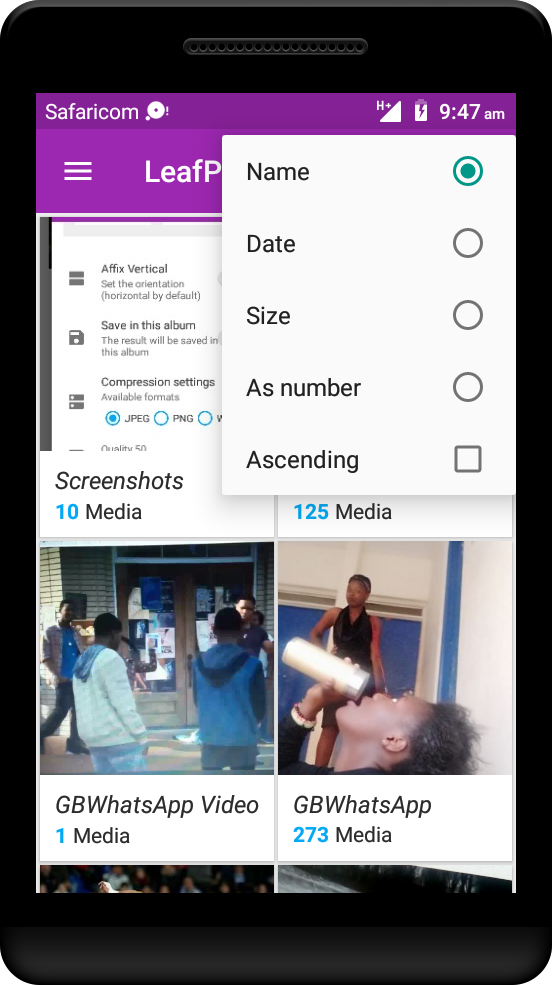 Safaricom
H+
9:47 am
LeafP
Name
Date
Size
As number
Ascending
Affix Vertical
Set the orientation
(horizontal by default)
Save in this album
The result will be saved in
this album
Compression settings
Available formats
JPEG PNG W
Quality 50
Screenshots
10 Media
125 Media
GBWhatsApp Video
1 Media
GBWhatsApp
273 Media